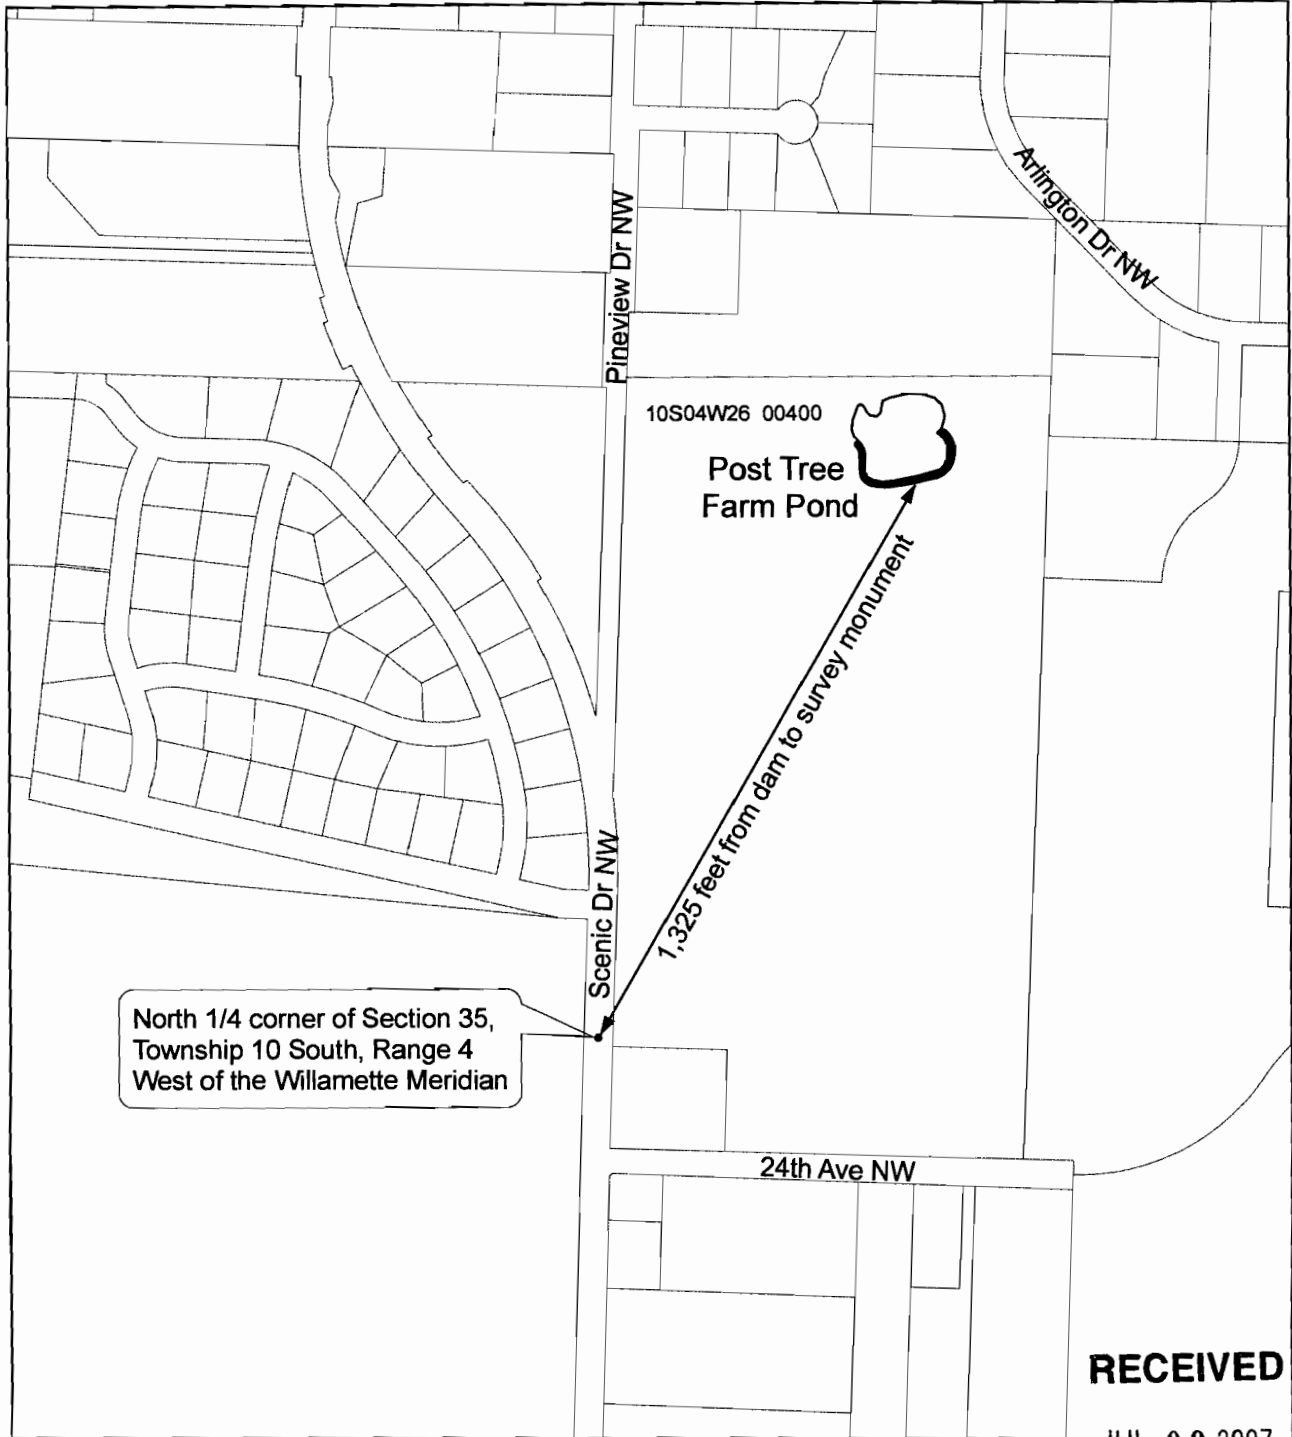 Arlington Dr NW
Pineview Dr NW
10S04W26 00400
Post Tree
Farm Pond
1,325 feet from dam to survey monument
Scenic Dr NW
North 1/4 corner of Section 35,
Township 10 South, Range 4
West of the Willamette Meridian
24th Ave NW
RECEIVED